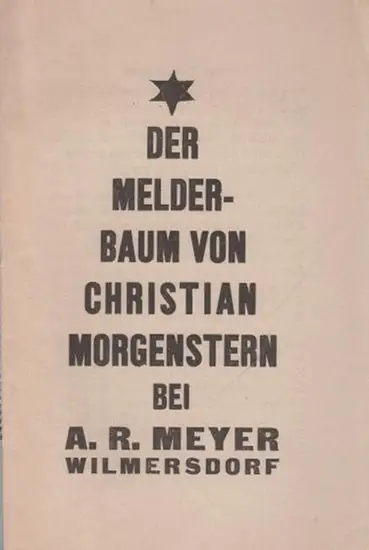 DER
MELDER-
BAUM VON
CHRISTIAN
MORGENSTERN
BEI
A. R. MEYER
WILMERSDORF